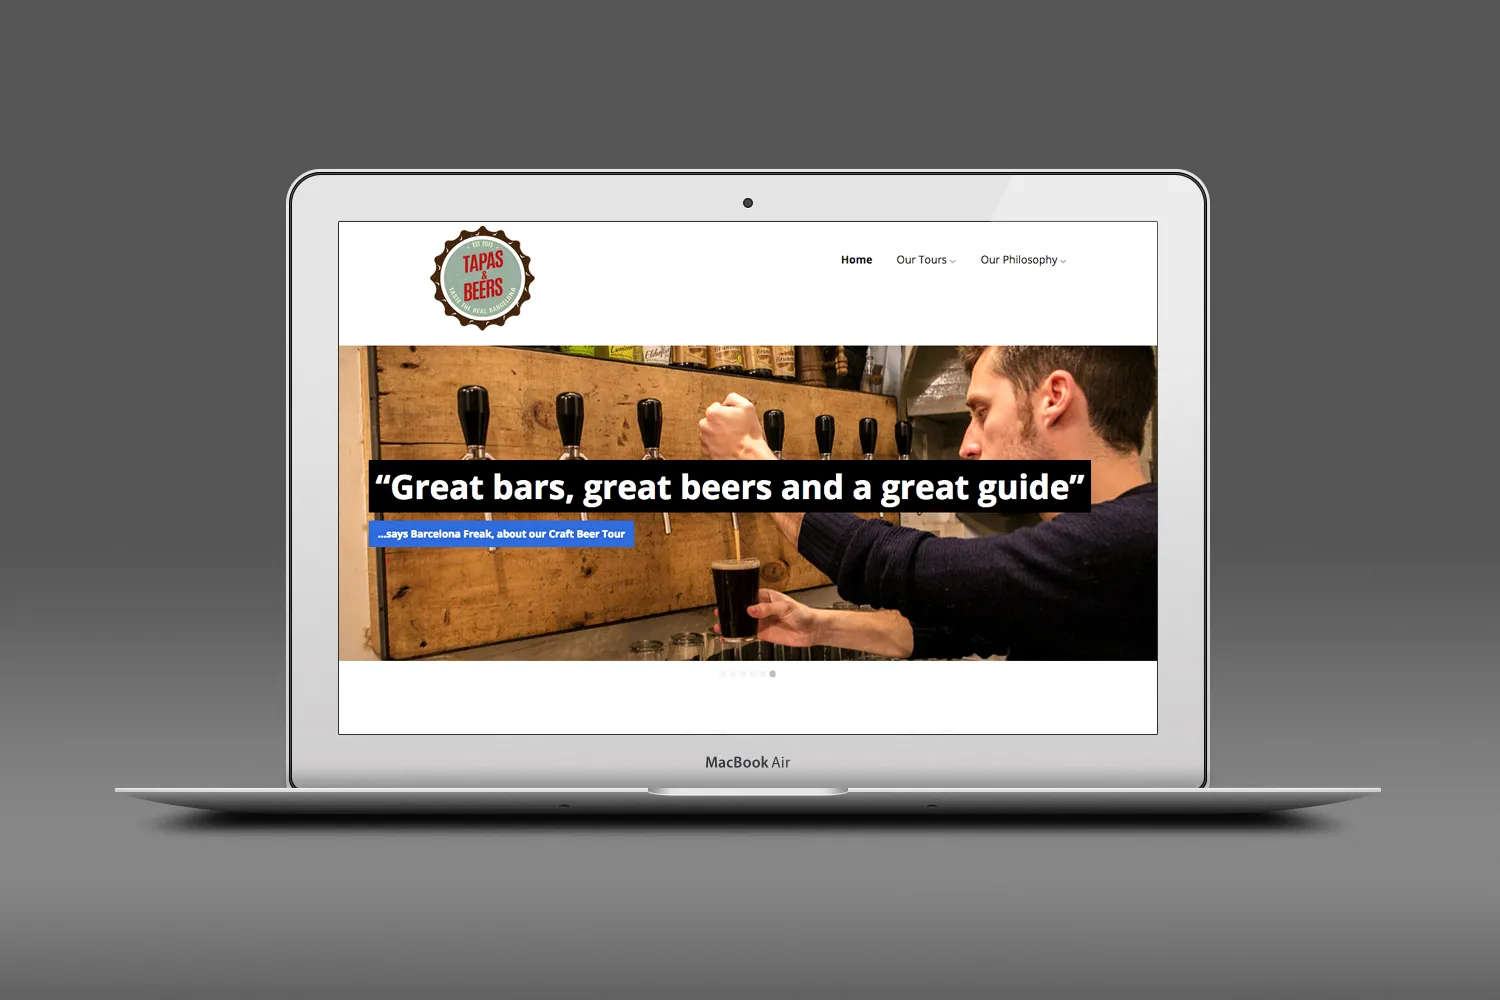 EST 2015
TAPAS
&
BEERS
TASTE THE REAL BARCELONA
Home
Our Tours
Our Philosophy
“Great bars, great beers and a great guide”
...says Barcelona Freak, about our Craft Beer Tour
MacBook Air